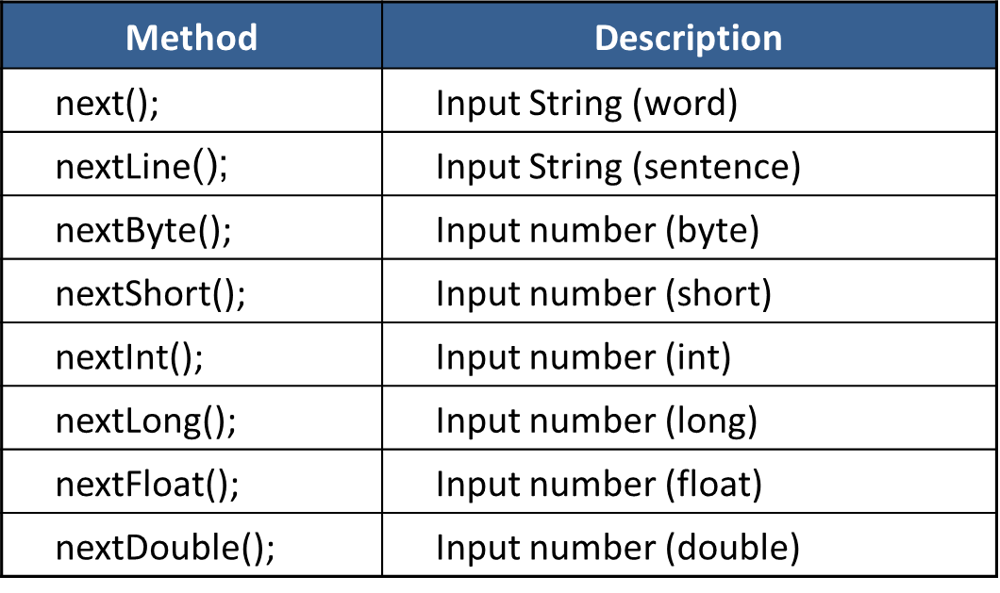 Method Description
next(); Input String (word)
nextLine(); Input String (sentence)
nextByte(); Input number (byte)
nextShort(); Input number (short)
nextInt(); Input number (int)
nextLong(); Input number (long)
nextFloat(); Input number (float)
nextDouble(); Input number (double)